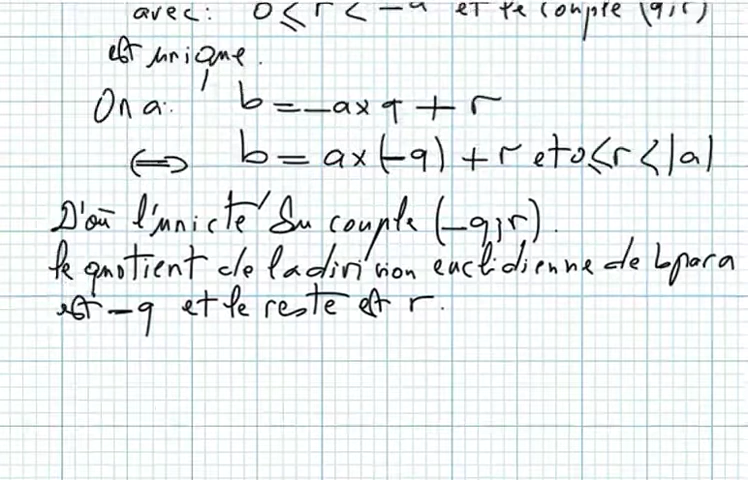 avec: 0 ≤ r < -a et le couple (q;r)
est unique.
On a: b = -a x q + r
⟺ b = a x (-q) + r et 0 ≤ r < |a|
D'où l'unicté du couple (-q;r).
le quotient de la division euclidienne de b par a
est -q et le reste est r.